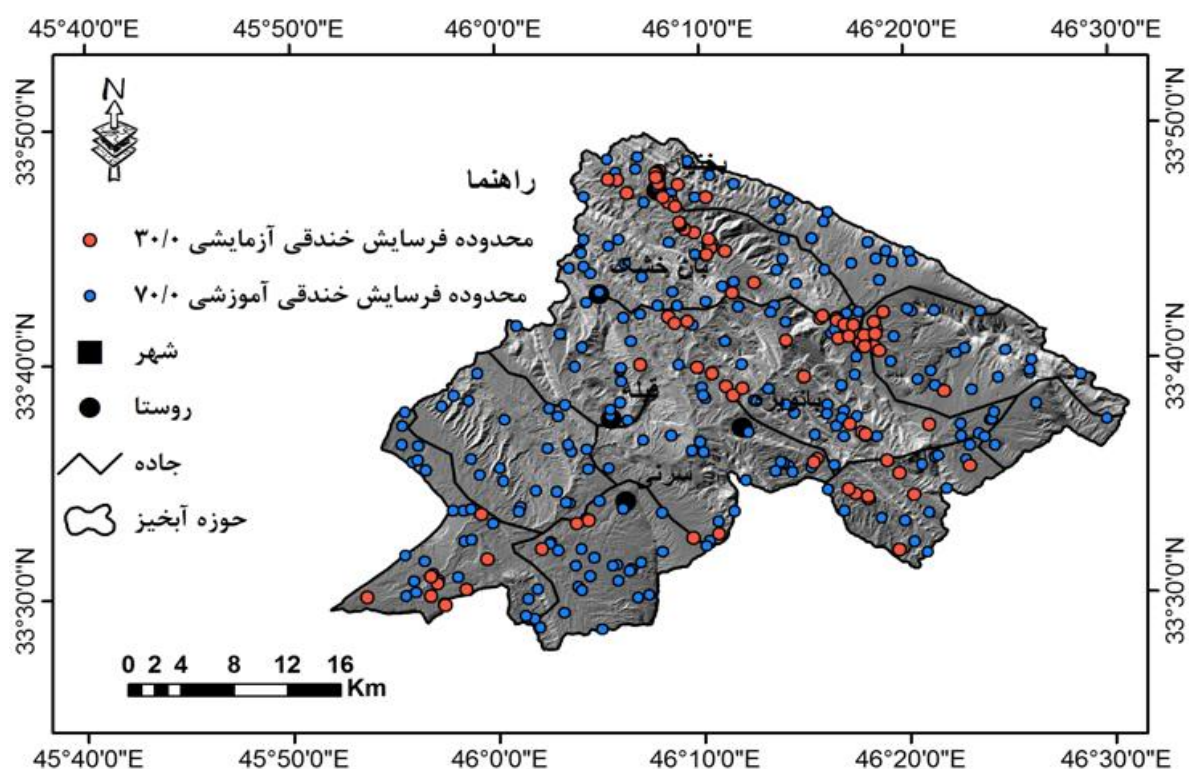 45°40'0"E 45°50'0"E 46°0'0"E 46°10'0"E 46°20'0"E 46°30'0"E
33°50'0"N
33°40'0"N
33°30'0"N
33°50'0"N
33°40'0"N
33°30'0"N
N
راهنما
محدوده فرسایش خندقی آزمایشی ۳۰/۰
محدوده فرسایش خندقی آموزشی ۷۰/۰
شهر
روستا
جاده
حوزه آبخیز
بان خشک
سرنی
0 2 4 8 12 16
Km
45°40'0"E 45°50'0"E 46°0'0"E 46°10'0"E 46°20'0"E 46°30'0"E